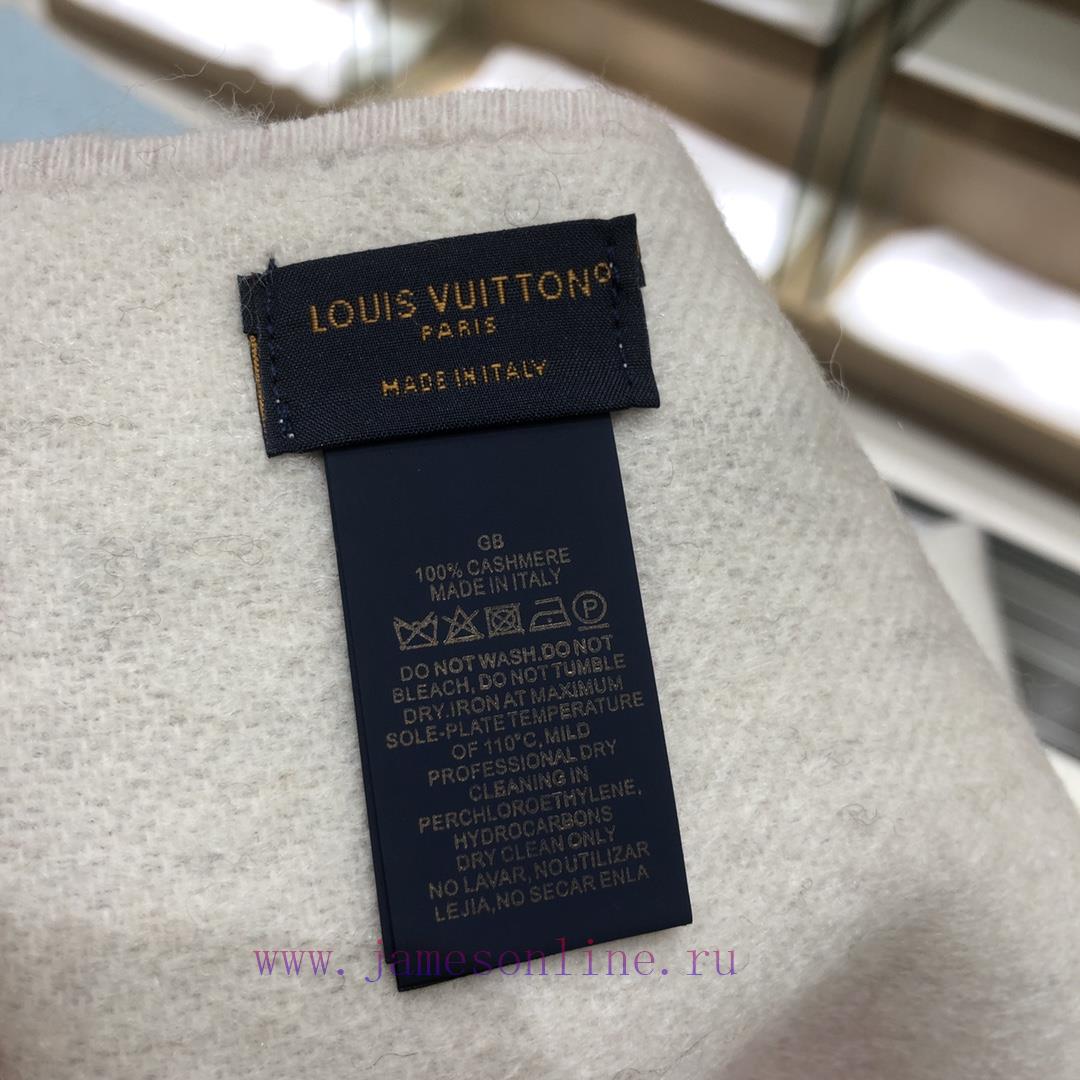 LOUIS VUITTON
PARIS
MADE IN ITALY
GB
100% CASHMERE
MADE IN ITALY
P
DO NOT WASH.DO NOT
BLEACH, DO NOT TUMBLE
DRY.IRON AT MAXIMUM
SOLE-PLATE TEMPERATURE
OF 110°C, MILD
PROFESSIONAL DRY
CLEANING IN
PERCHLOROETHYLENE,
HYDROCARBONS
DRY CLEAN ONLY
NO LAVAR, NO UTILIZAR
LEJIA, NO SECAR ENLA
www.jamesonline.ru